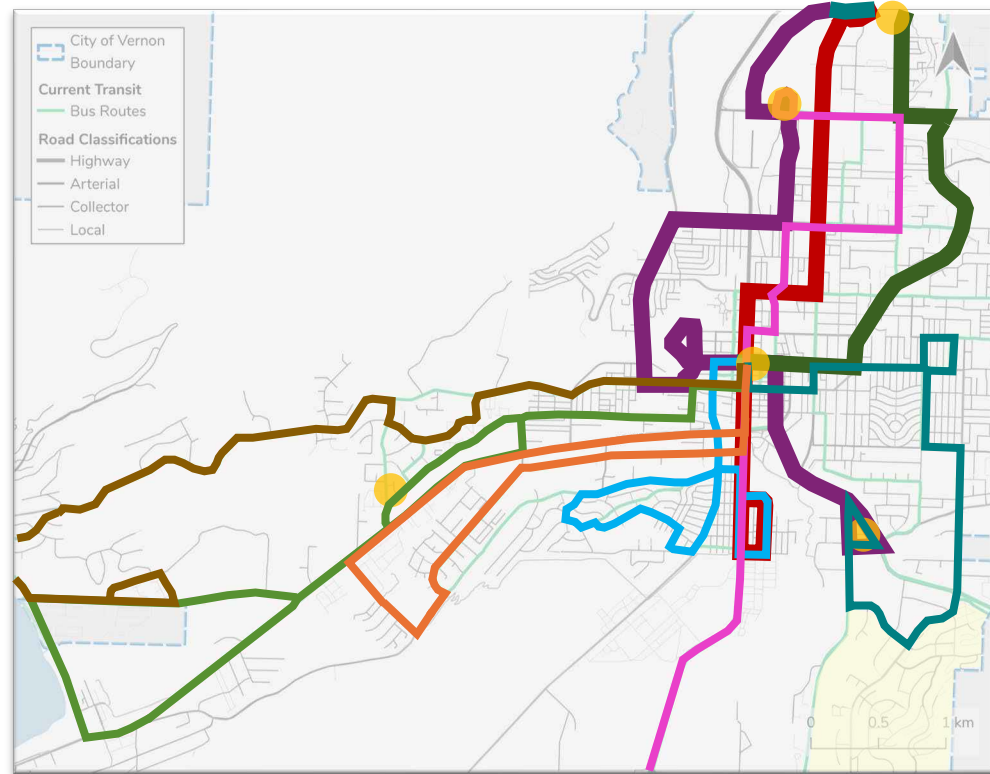 City of Vernon
Boundary
Current Transit
Bus Routes
Road Classifications
Highway
Arterial
Collector
Local
0 0.5 1 km